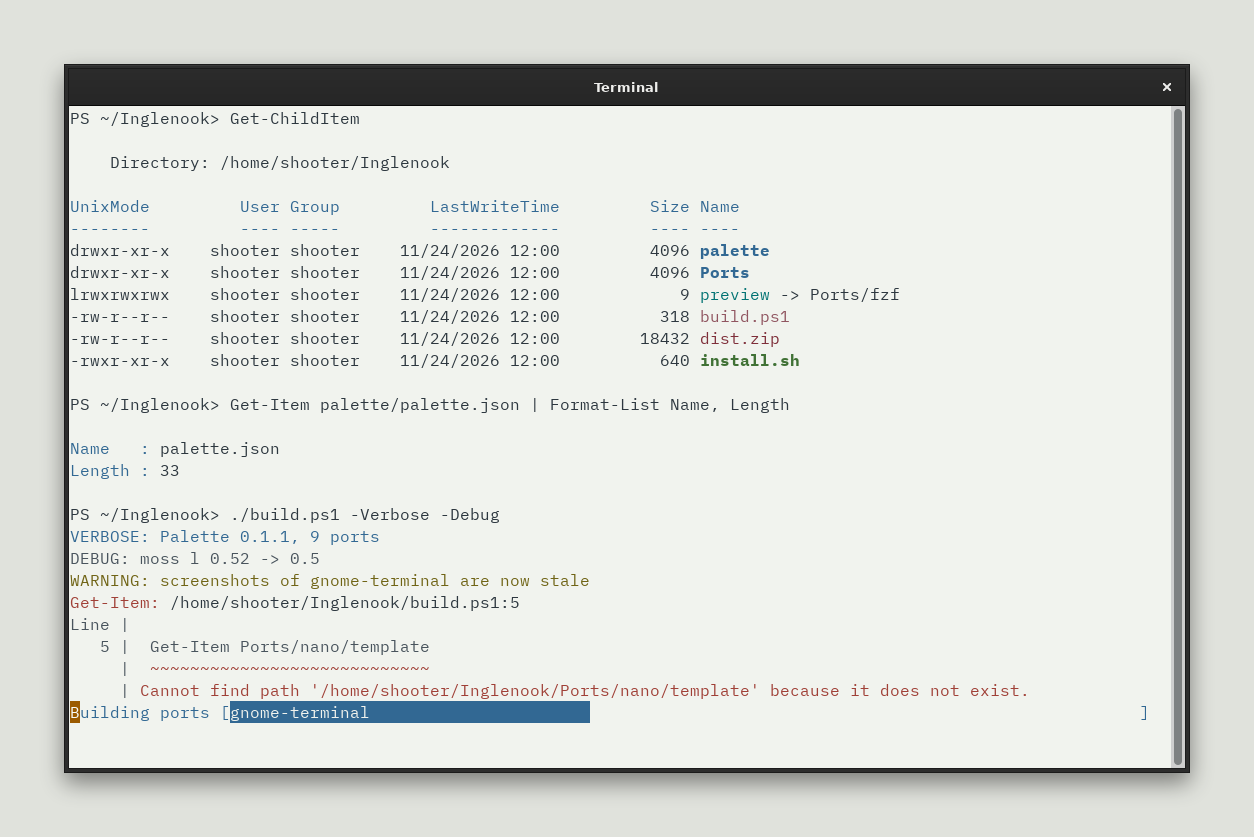 Terminal ×
PS ~/Inglenook> Get-ChildItem
    Directory: /home/shooter/Inglenook
UnixMode         User Group         LastWriteTime         Size Name
--------         ---- -----         -------------         ---- ----
drwxr-xr-x    shooter shooter    11/24/2026 12:00         4096 palette
drwxr-xr-x    shooter shooter    11/24/2026 12:00         4096 Ports
lrwxrwxrwx    shooter shooter    11/24/2026 12:00            9 preview -> Ports/fzf
-rw-r--r--    shooter shooter    11/24/2026 12:00          318 build.ps1
-rw-r--r--    shooter shooter    11/24/2026 12:00        18432 dist.zip
-rwxr-xr-x    shooter shooter    11/24/2026 12:00          640 install.sh
PS ~/Inglenook> Get-Item palette/palette.json | Format-List Name, Length
Name   : palette.json
Length : 33
PS ~/Inglenook> ./build.ps1 -Verbose -Debug
VERBOSE: Palette 0.1.1, 9 ports
DEBUG: moss l 0.52 -> 0.5
WARNING: screenshots of gnome-terminal are now stale
Get-Item: /home/shooter/Inglenook/build.ps1:5
Line |
   5 |  Get-Item Ports/nano/template
     |  ~~~~~~~~~~~~~~~~~~~~~~~~~~~~
     | Cannot find path '/home/shooter/Inglenook/Ports/nano/template' because it does not exist.
Building ports [gnome-terminal                                                                             ]